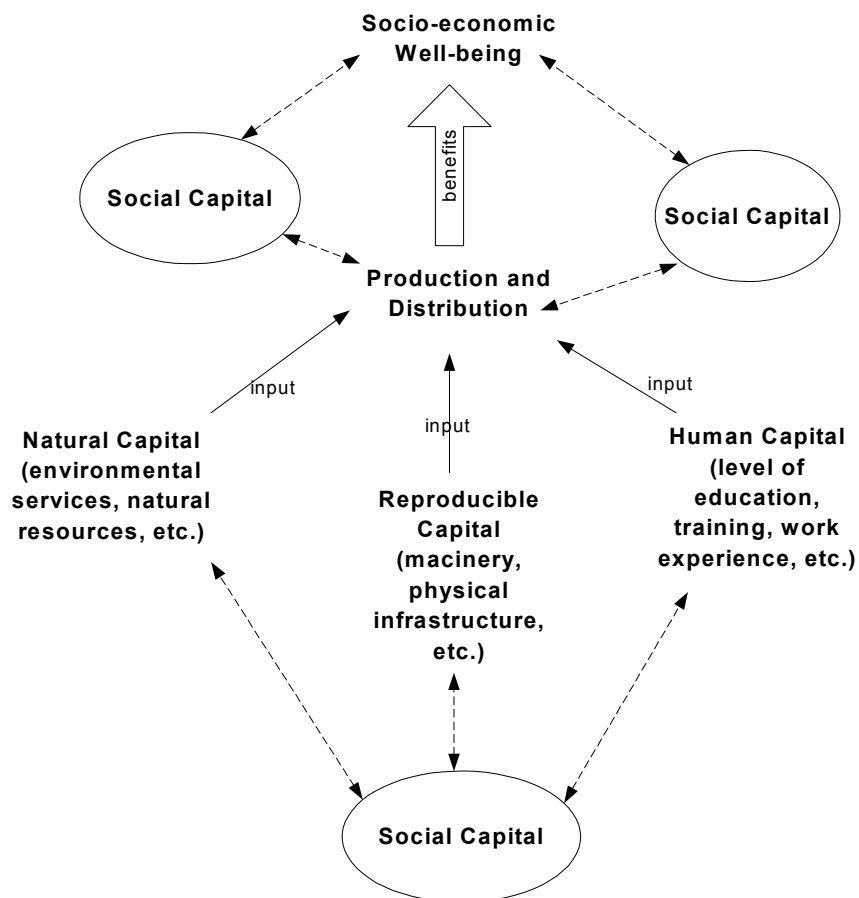 Socio-economic
Well-being
benefits
Social Capital
Social Capital
Production and
Distribution
input
input
input
Natural Capital
(environmental
services, natural
resources, etc.)
Reproducible
Capital
(macinery,
physical
infrastructure,
etc.)
Human Capital
(level of
education,
training, work
experience, etc.)
Social Capital